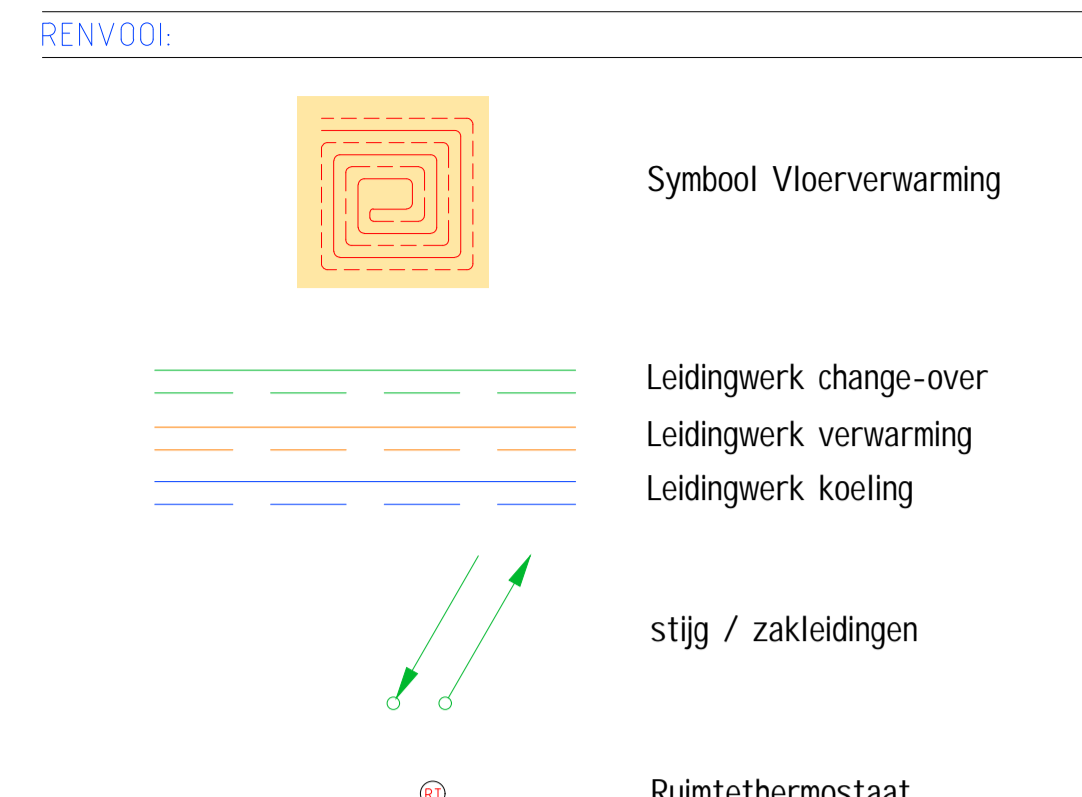 RENVOOI:
Symbool Vloerverwarming
Leidingwerk change-over
Leidingwerk verwarming
Leidingwerk koeling
stijg / zakleidingen
RT Ruimtethermostaat